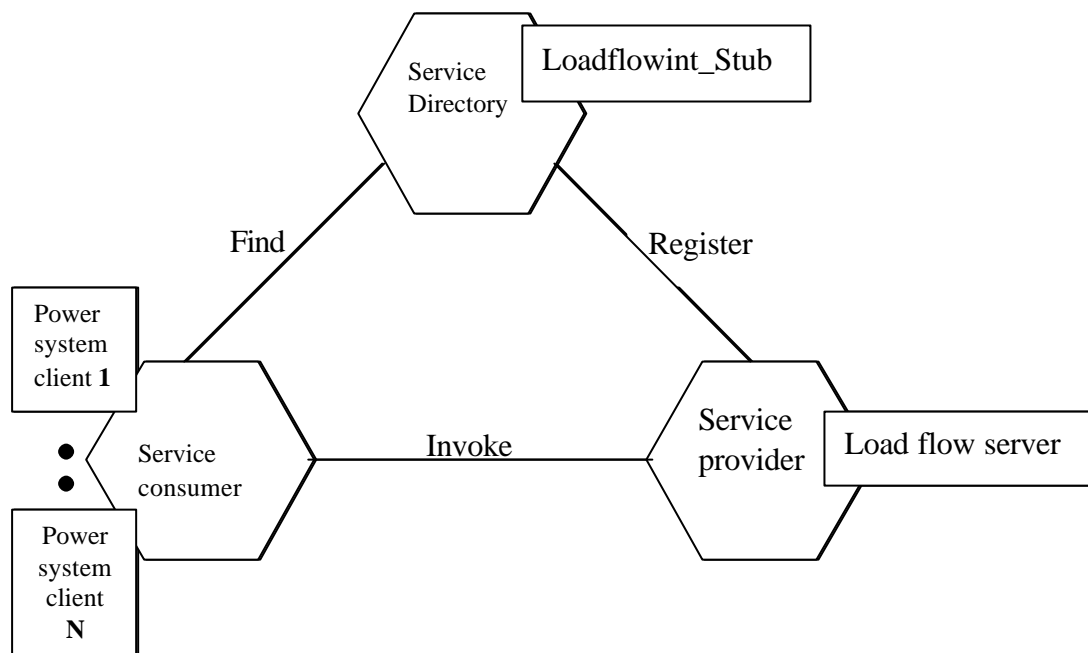 Service
Directory
Loadflowint_Stub
Find
Register
Power
system
client 1
Service
consumer
Invoke
Service
provider
Load flow server
Power
system
client
N